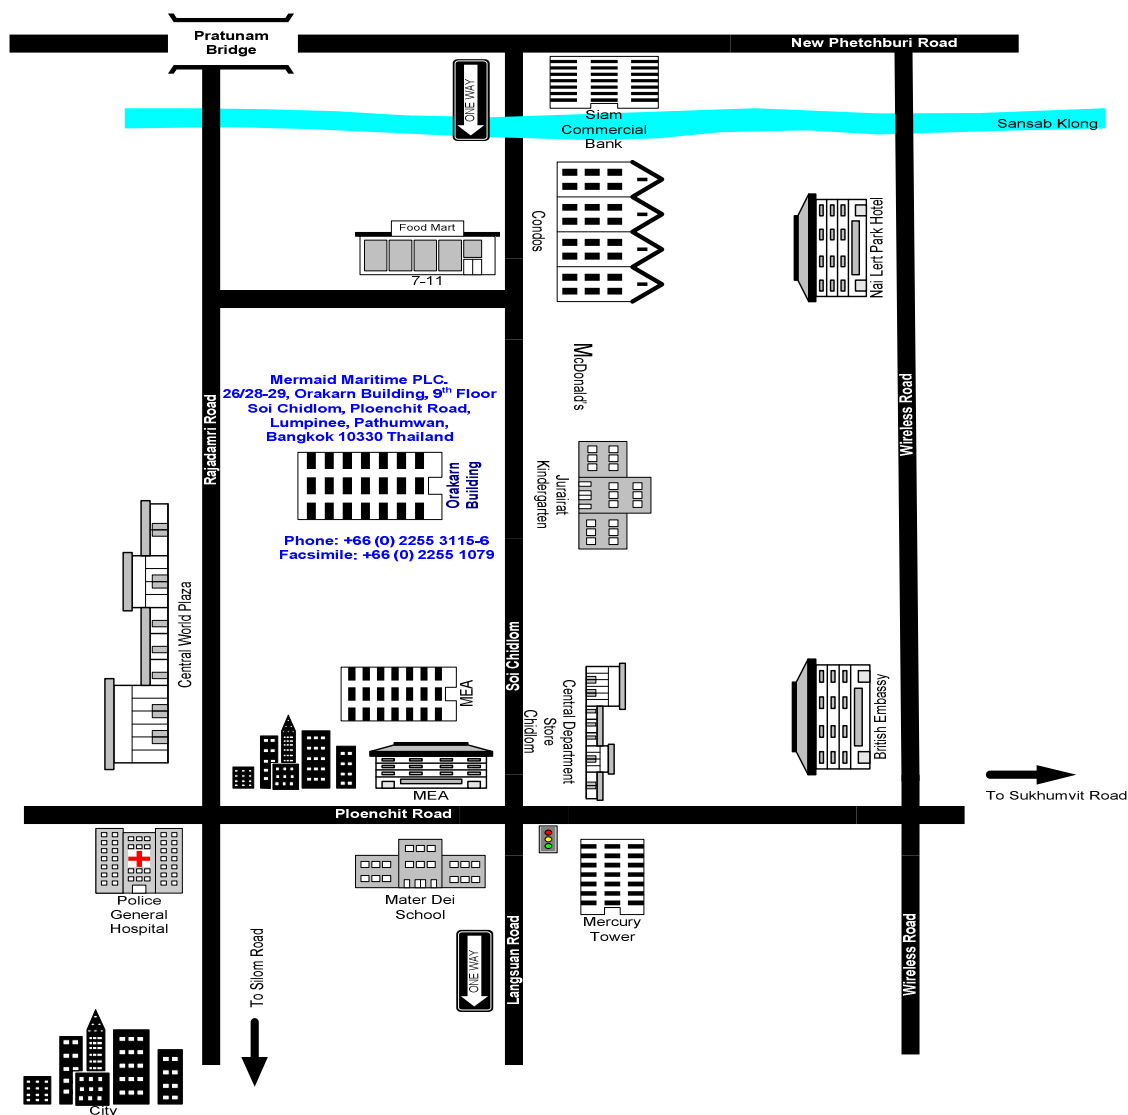 Pratunam
Bridge
New Phetchburi Road
ONE WAY
Siam
Commercial
Bank
Sansab Klong
Food Mart
7-11
Condos
Nai Lert Park Hotel
McDonald's
Mermaid Maritime PLC.
26/28-29, Orakarn Building, 9th Floor
Soi Chidlom, Ploenchit Road,
Lumpinee, Pathumwan,
Bangkok 10330 Thailand
Rajadamri Road
Wireless Road
Orakarn
Building
Jurairat
Kindergarten
Phone: +66 (0) 2255 3115-6
Facsimile: +66 (0) 2255 1079
Central World Plaza
Soi Chidlom
MEA
Central Department
Store
Chidlom
British Embassy
MEA
To Sukhumvit Road
Ploenchit Road
Police
General
Hospital
Mater Dei
School
Mercury
Tower
To Silom Road
ONE WAY
Langsuan Road
Wireless Road
City